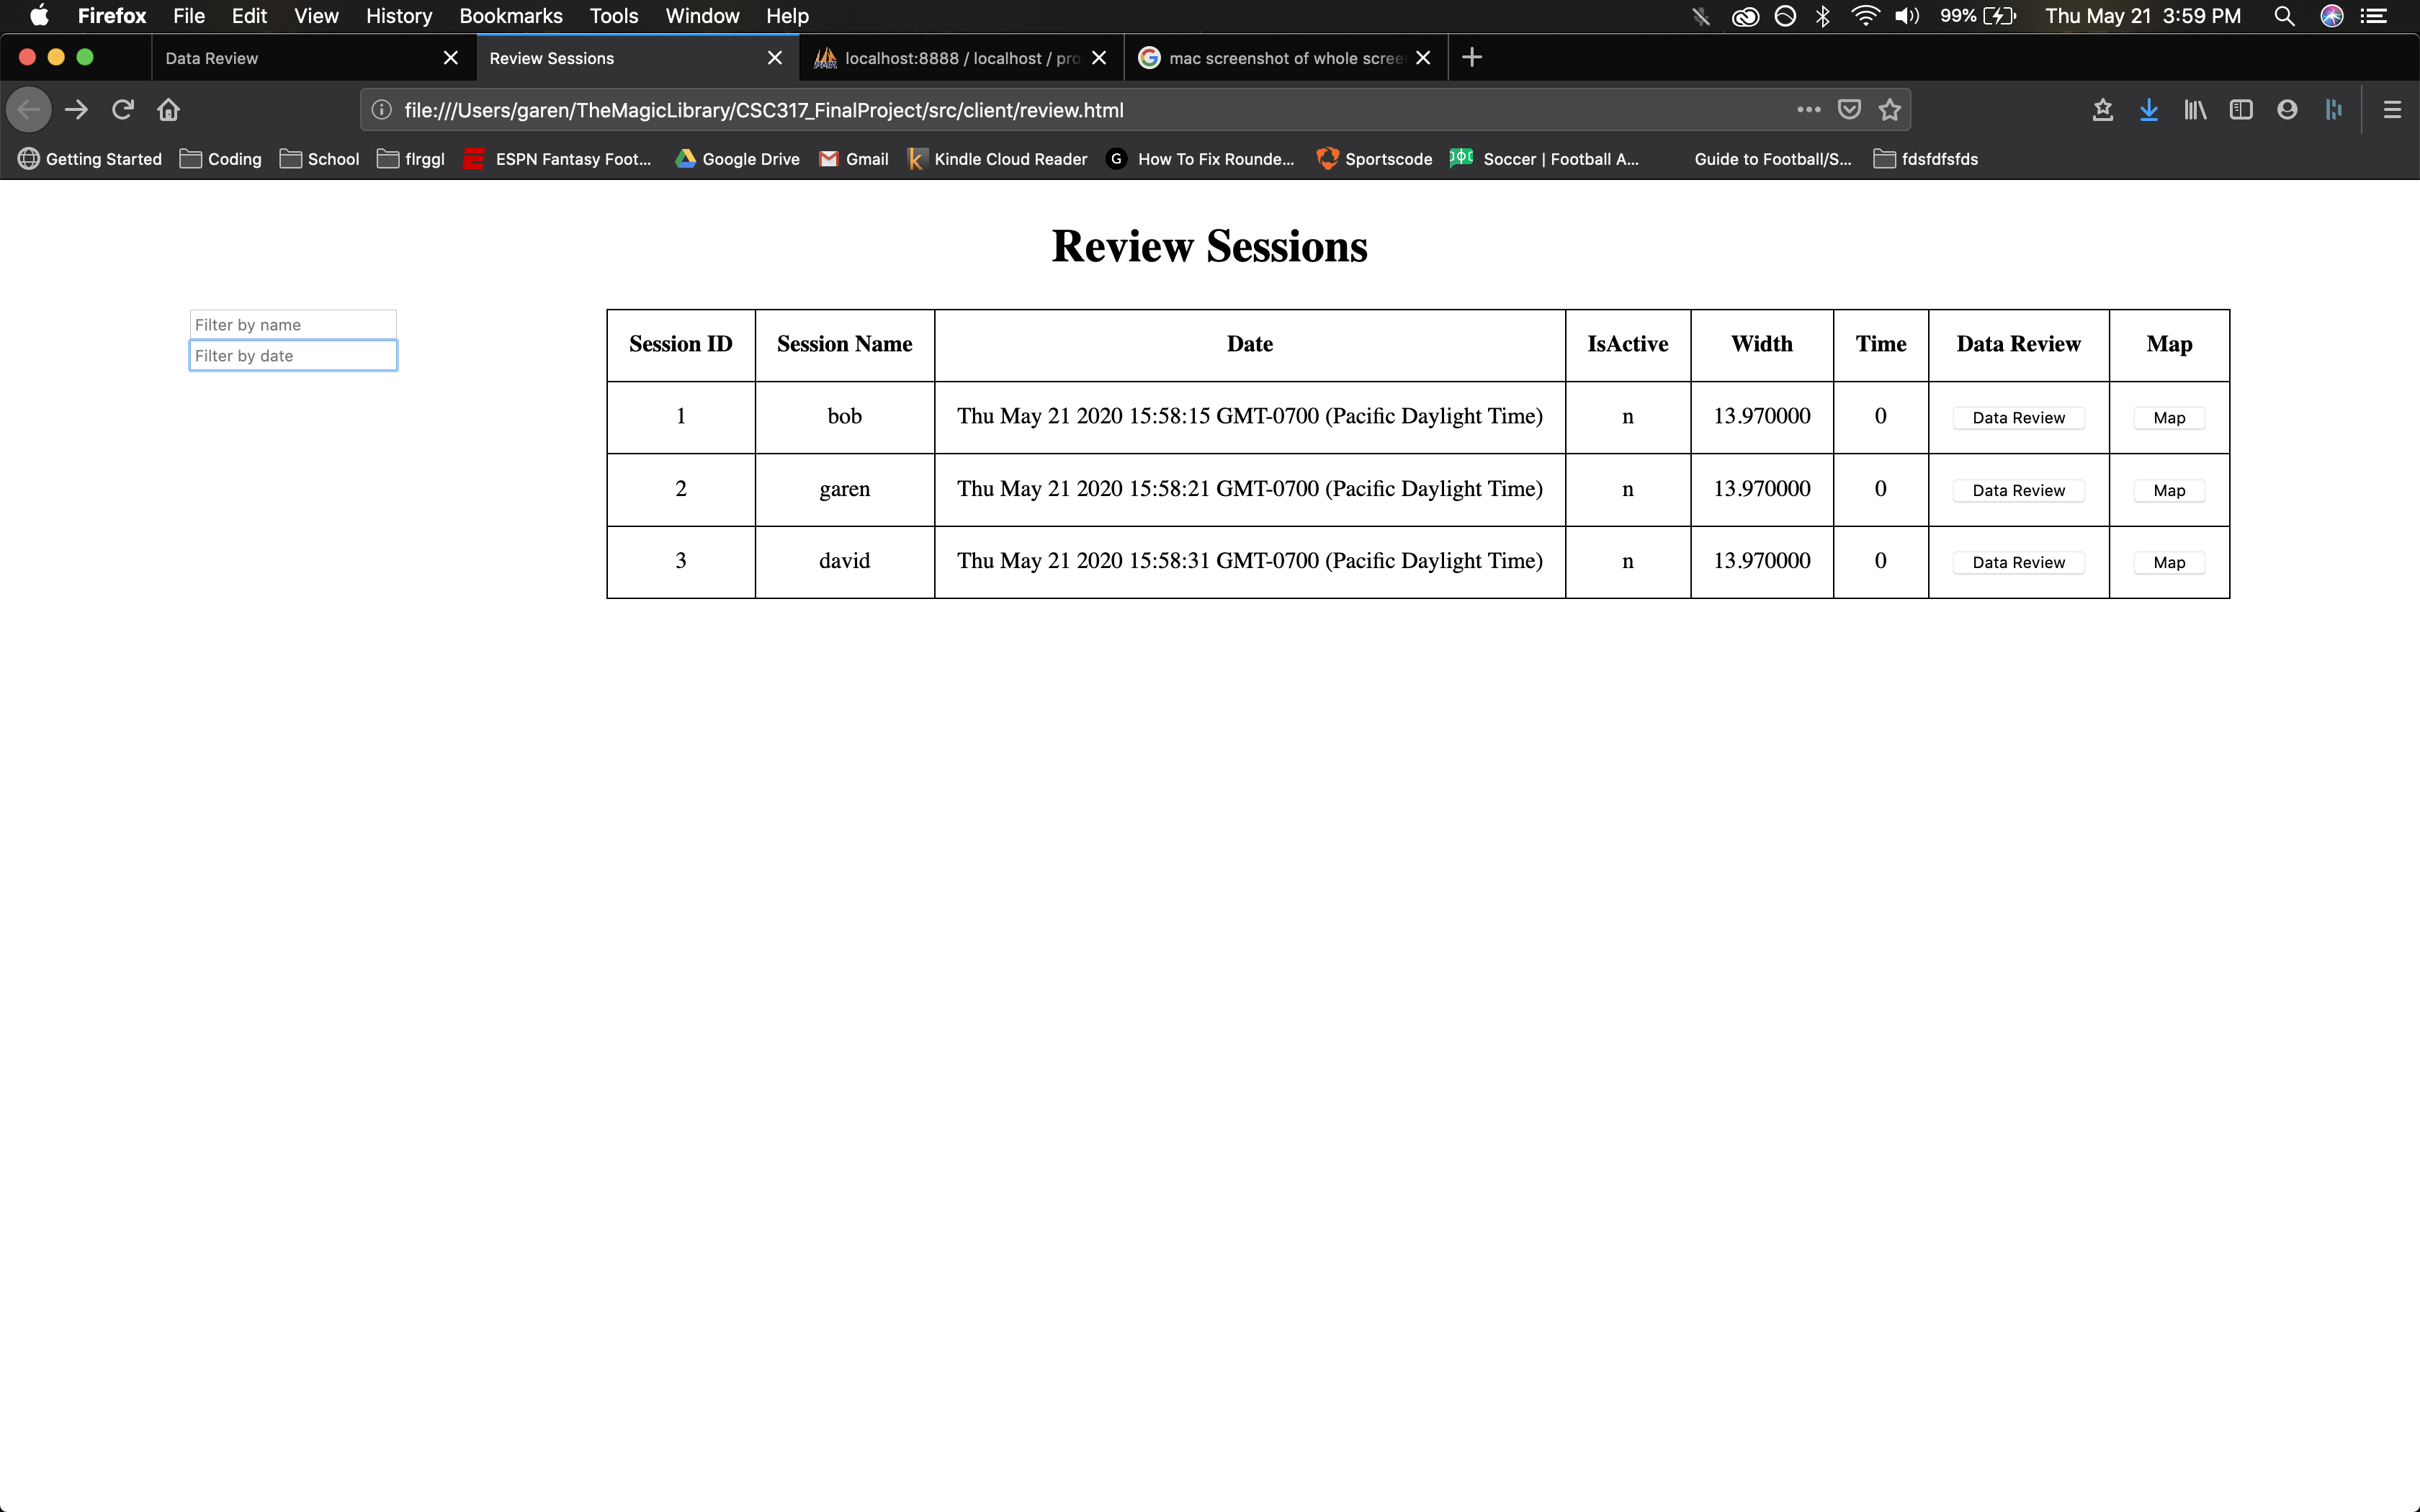 Firefox File Edit View History Bookmarks Tools Window Help 99% Thu May 21 3:59 PM
Data Review Review Sessions localhost:8888 / localhost / pro mac screenshot of whole scree
file:///Users/garen/TheMagicLibrary/CSC317_FinalProject/src/client/review.html
Getting Started Coding School flrggl ESPN Fantasy Foot... Google Drive Gmail Kindle Cloud Reader How To Fix Rounde... Sportscode Soccer | Football A... Guide to Football/S... fdsfdfsfds
Review Sessions
Filter by name
Filter by date
Session ID Session Name Date IsActive Width Time Data Review Map
1 bob Thu May 21 2020 15:58:15 GMT-0700 (Pacific Daylight Time) n 13.970000 0 Data Review Map
2 garen Thu May 21 2020 15:58:21 GMT-0700 (Pacific Daylight Time) n 13.970000 0 Data Review Map
3 david Thu May 21 2020 15:58:31 GMT-0700 (Pacific Daylight Time) n 13.970000 0 Data Review Map